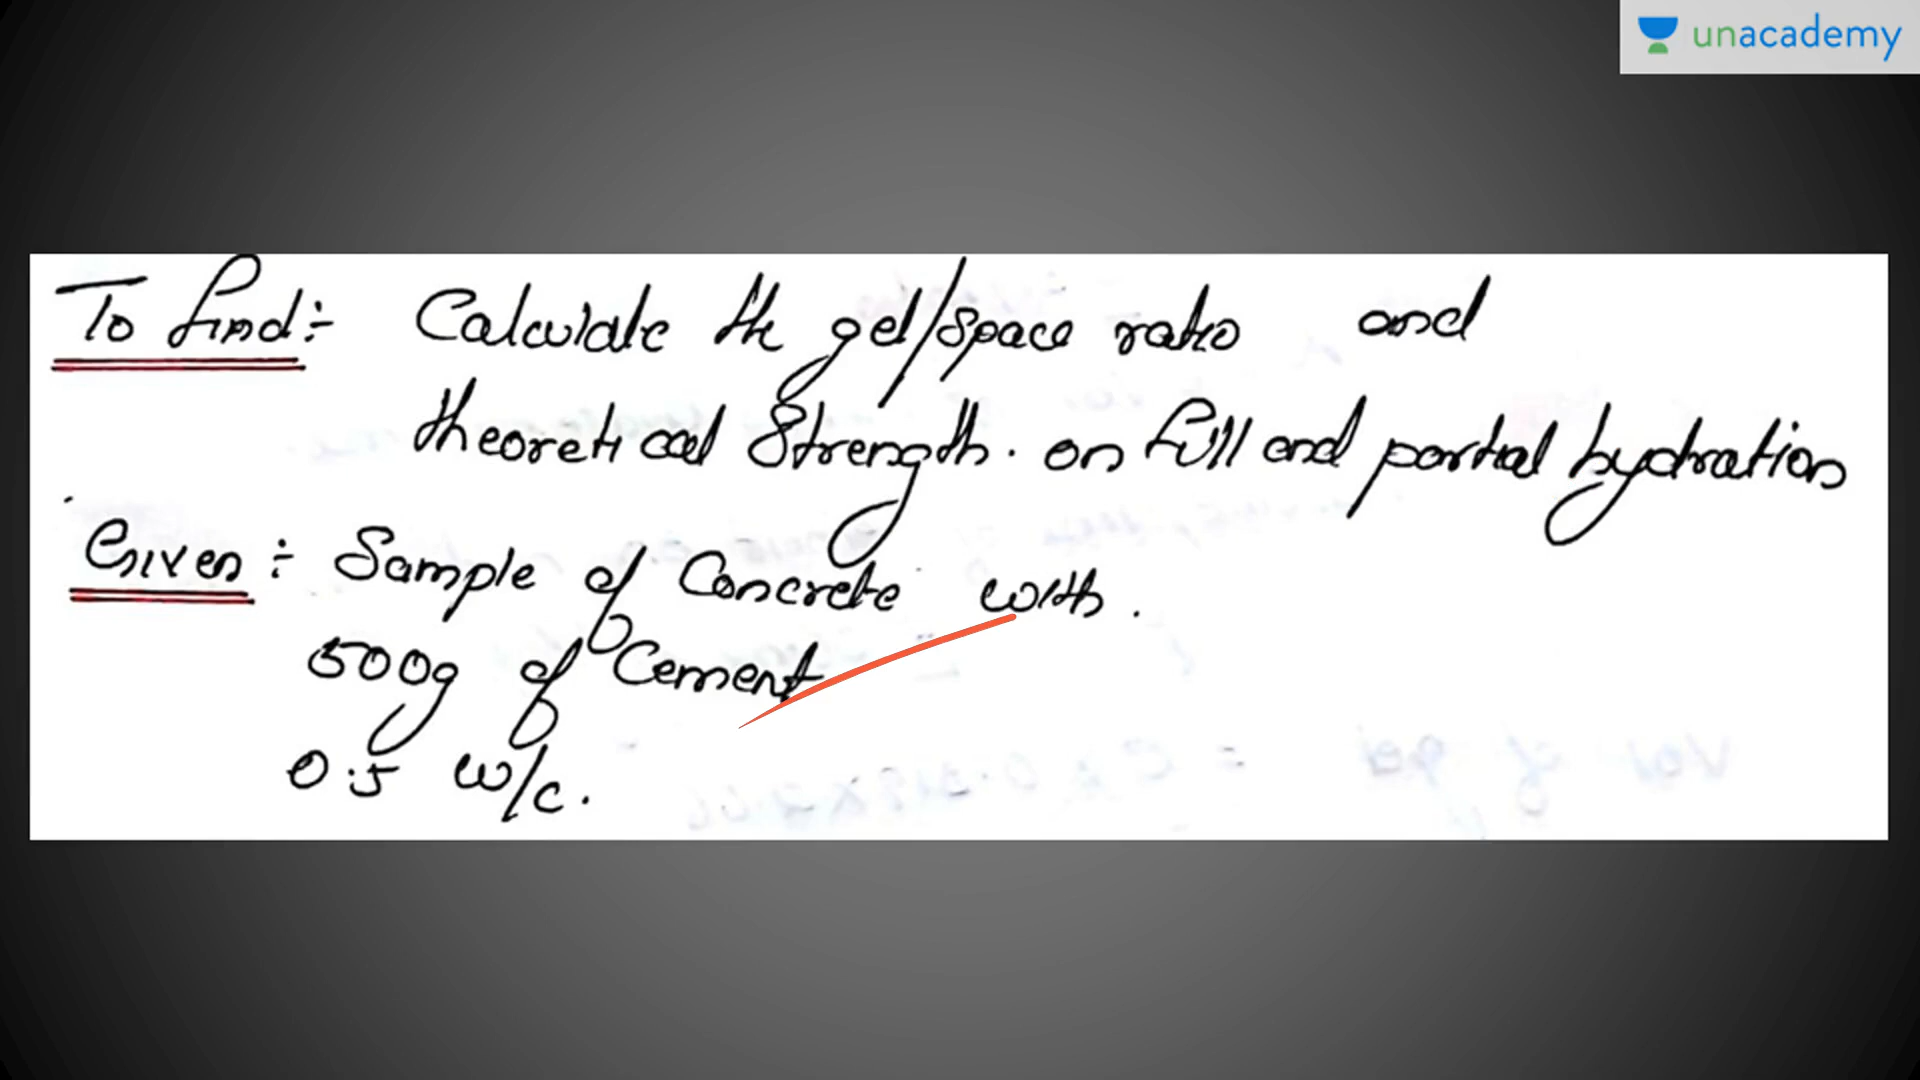 unacademy
To find:- Calculate the gel/space ratio and
theoretical Strength. on full and partial hydration
Given:- Sample of Concrete with.
500g of Cement
0.5 w/c.